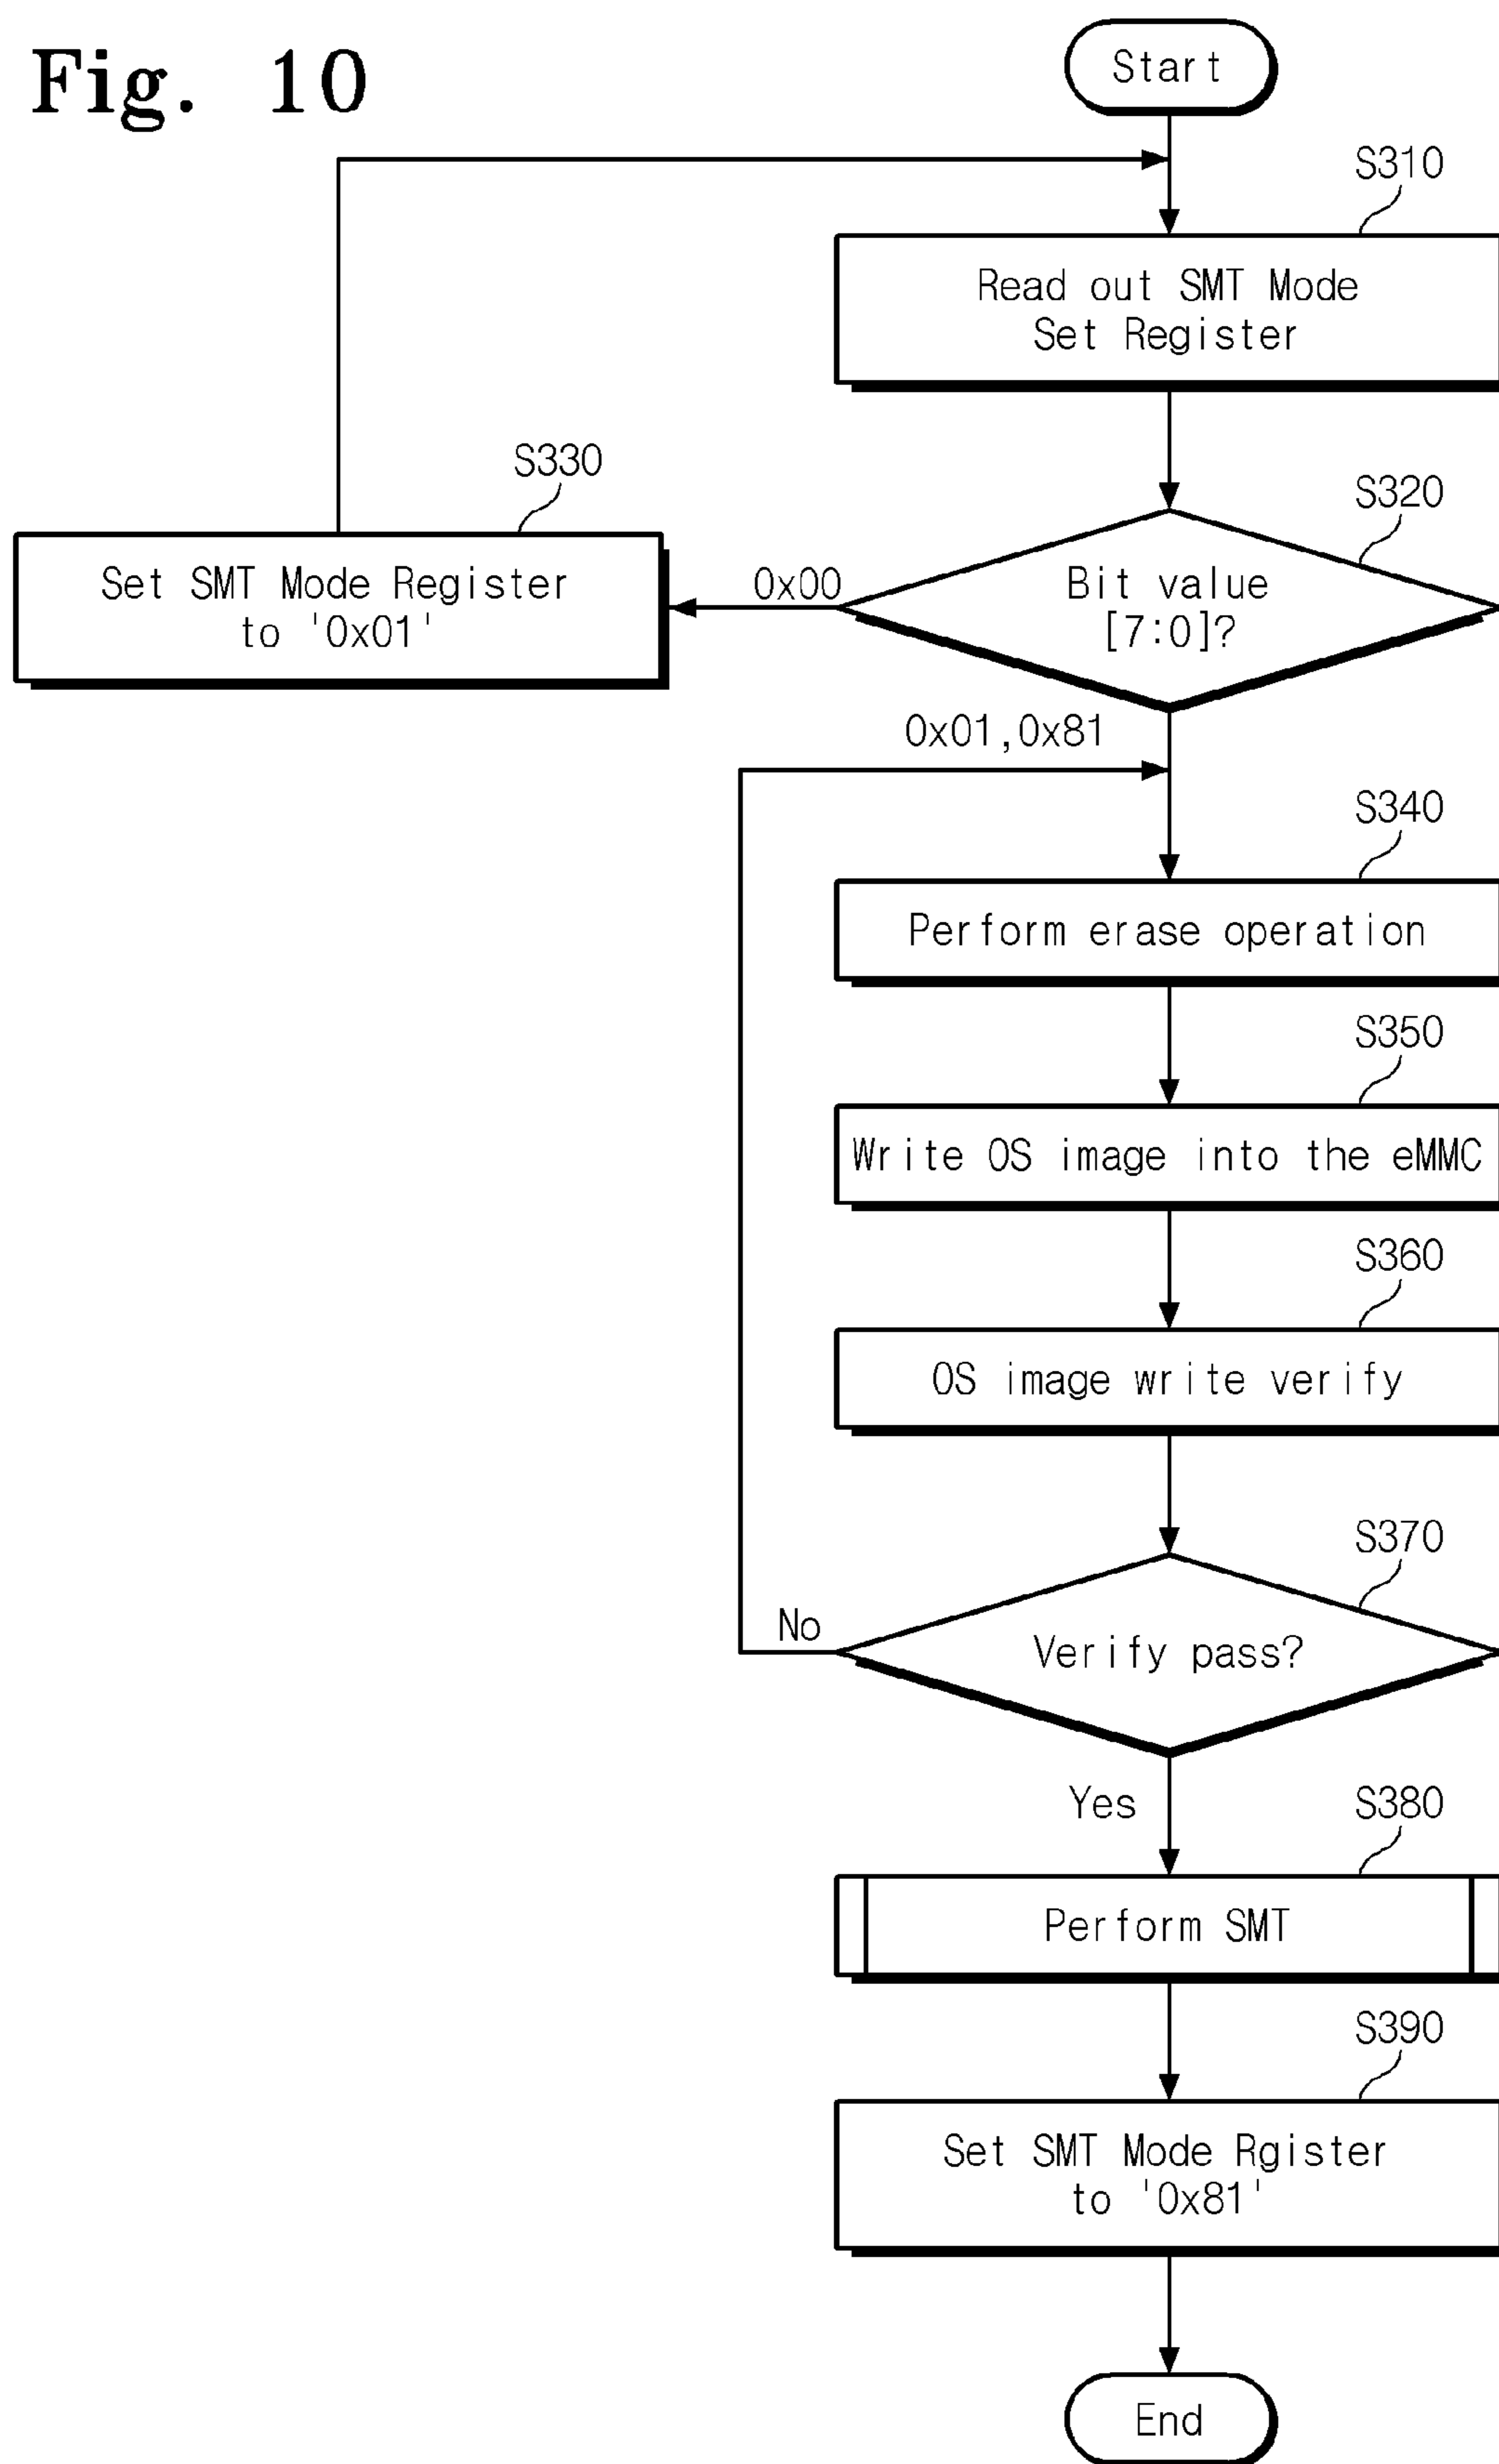 Fig. 10
Start
S310
Read out SMT Mode
Set Register
S330
Set SMT Mode Register
to '0x01'
S320
0x00
Bit value
[7:0]?
0x01,0x81
S340
Perform erase operation
S350
Write OS image into the eMMC
S360
OS image write verify
S370
No
Verify pass?
Yes
S380
Perform SMT
S390
Set SMT Mode Rgister
to '0x81'
End